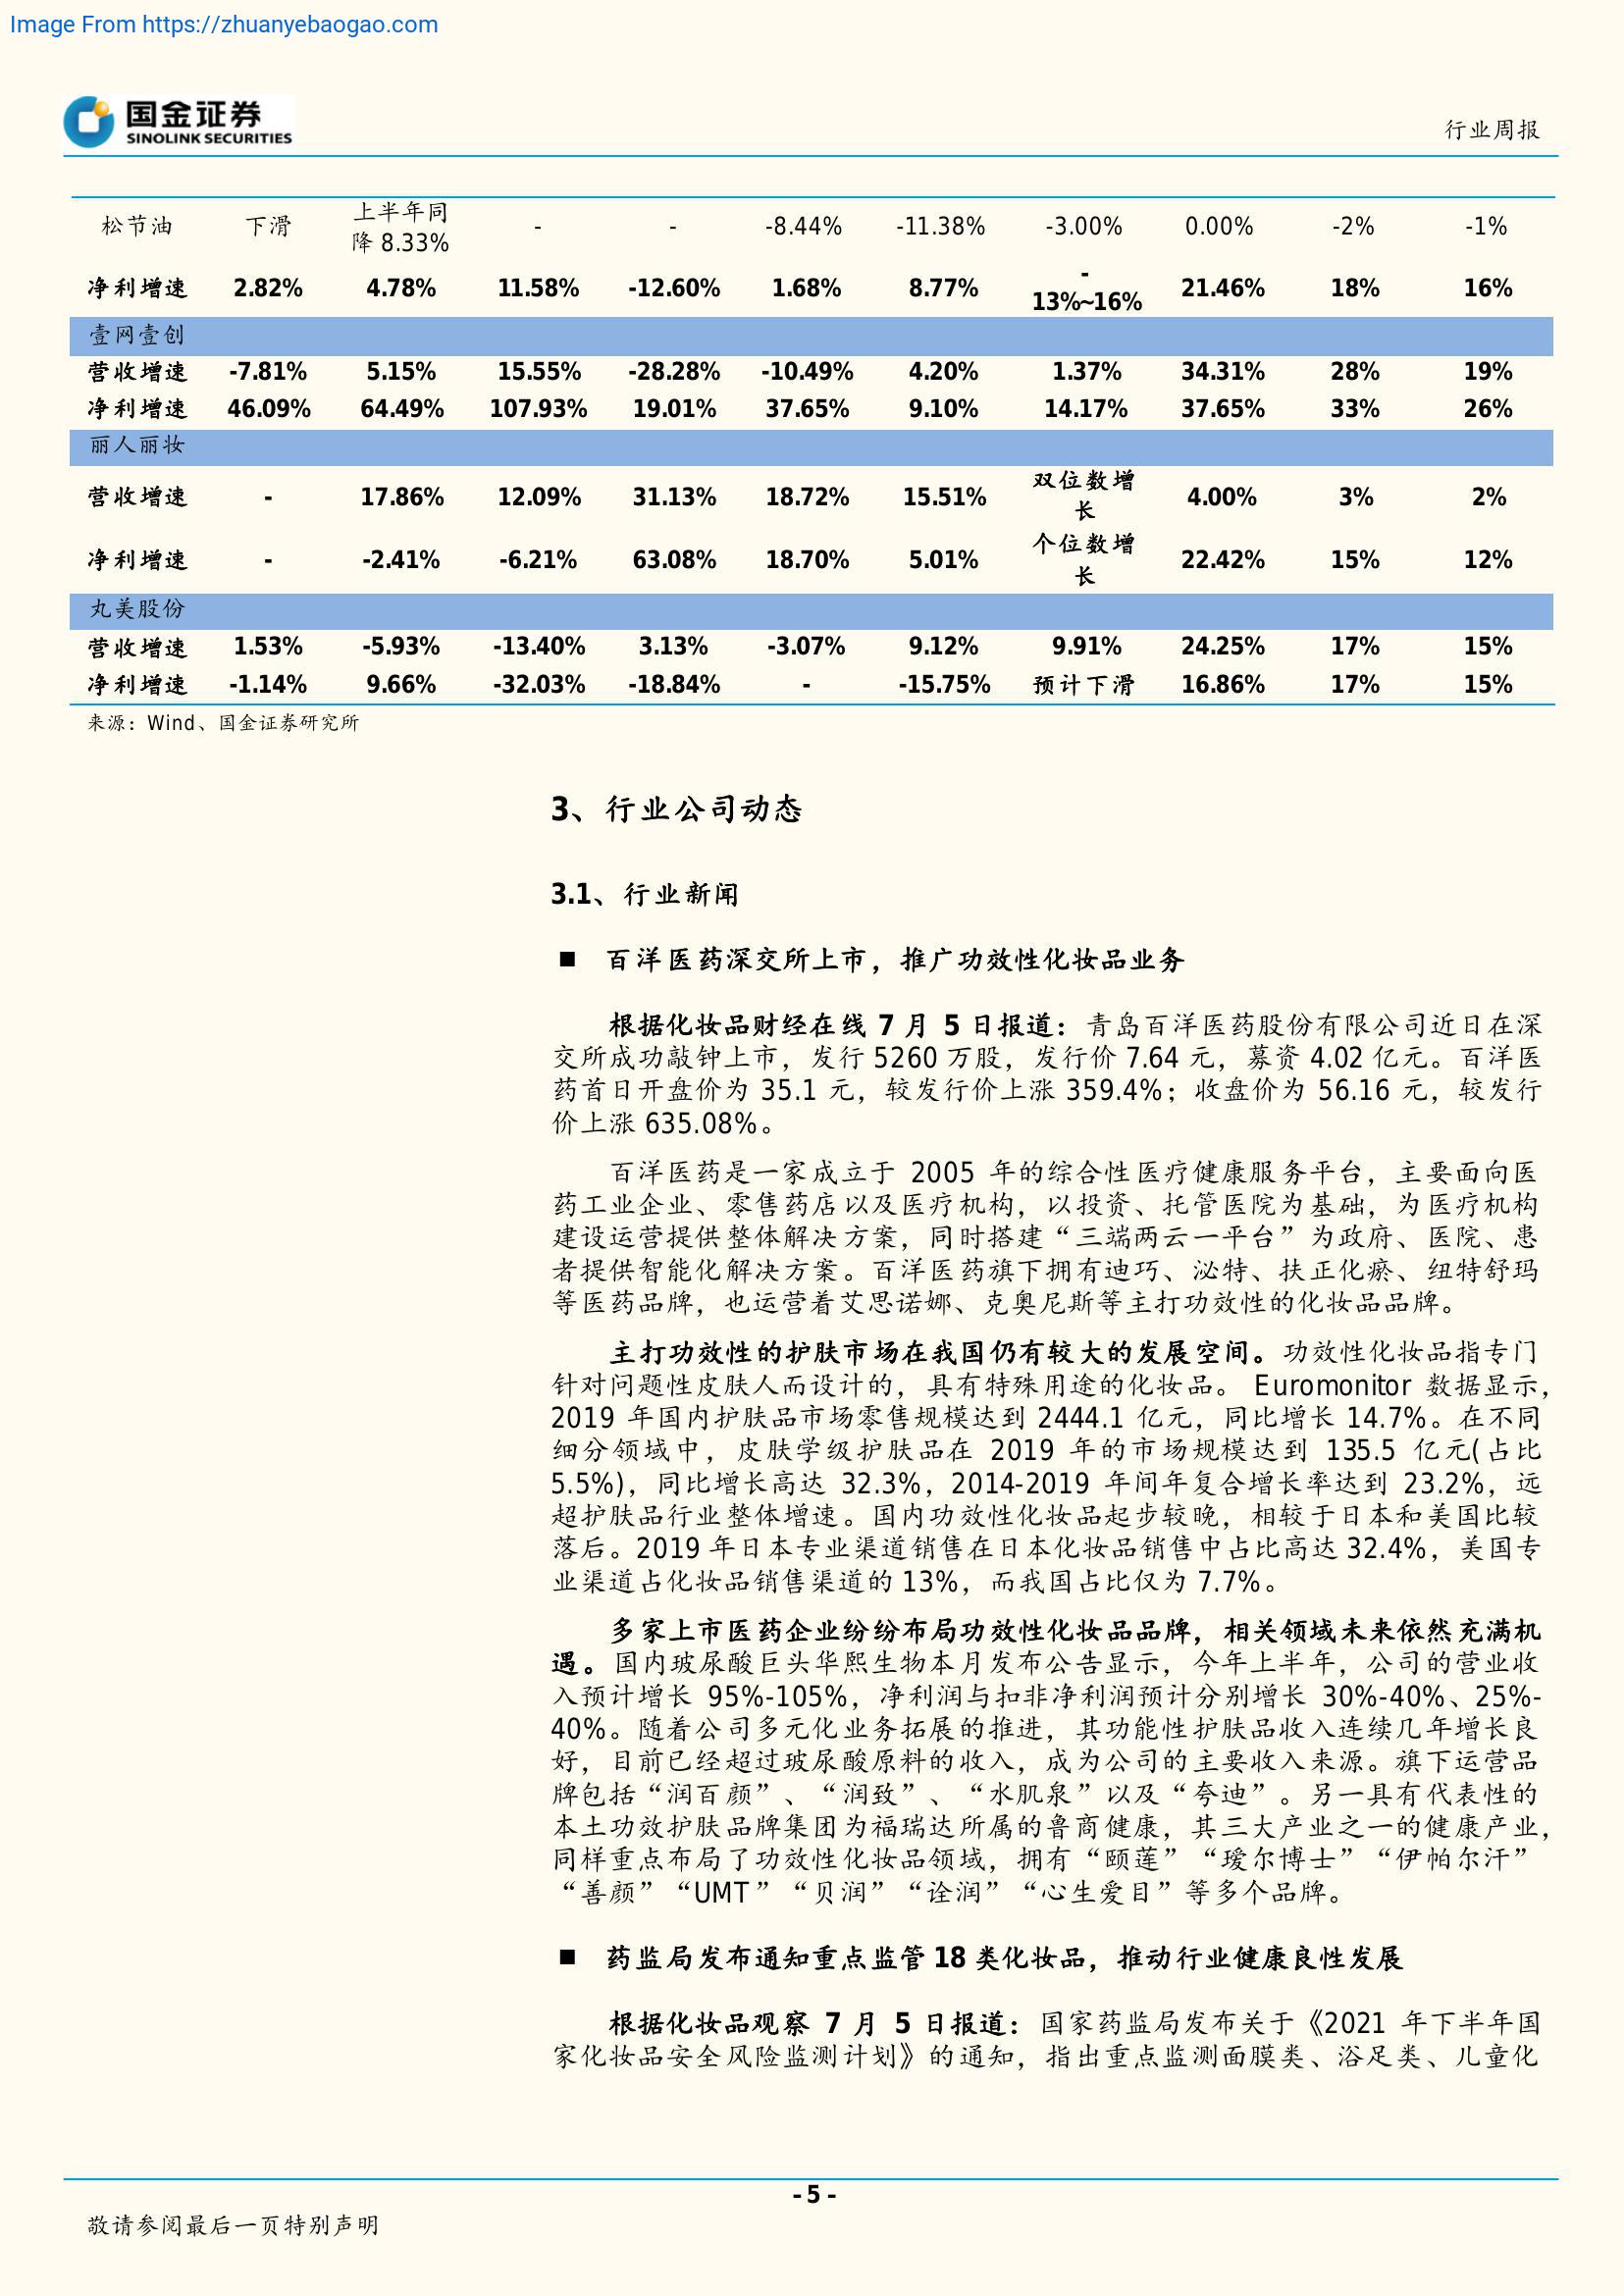 Image From https://zhuanyebaogao.com
国金证券
SINOLINK SECURITIES
行业周报
松节油 下滑 上半年同降 8.33% - - -8.44% -11.38% -3.00% 0.00% -2% -1%
净利增速 2.82% 4.78% 11.58% -12.60% 1.68% 8.77% -13%~16% 21.46% 18% 16%
壹网壹创
营收增速 -7.81% 5.15% 15.55% -28.28% -10.49% 4.20% 1.37% 34.31% 28% 19%
净利增速 46.09% 64.49% 107.93% 19.01% 37.65% 9.10% 14.17% 37.65% 33% 26%
丽人丽妆
营收增速 - 17.86% 12.09% 31.13% 18.72% 15.51% 双位数增长 4.00% 3% 2%
净利增速 - -2.41% -6.21% 63.08% 18.70% 5.01% 个位数增长 22.42% 15% 12%
丸美股份
营收增速 1.53% -5.93% -13.40% 3.13% -3.07% 9.12% 9.91% 24.25% 17% 15%
净利增速 -1.14% 9.66% -32.03% -18.84% - -15.75% 预计下滑 16.86% 17% 15%
来源：Wind、国金证券研究所
3、行业公司动态
3.1、行业新闻
■ 百洋医药深交所上市，推广功效性化妆品业务
根据化妆品财经在线 7 月 5 日报道：青岛百洋医药股份有限公司近日在深
交所成功敲钟上市，发行 5260 万股，发行价 7.64 元，募资 4.02 亿元。百洋医
药首日开盘价为 35.1 元，较发行价上涨 359.4%；收盘价为 56.16 元，较发行
价上涨 635.08%。
百洋医药是一家成立于 2005 年的综合性医疗健康服务平台，主要面向医
药工业企业、零售药店以及医疗机构，以投资、托管医院为基础，为医疗机构
建设运营提供整体解决方案，同时搭建“三端两云一平台”为政府、医院、患
者提供智能化解决方案。百洋医药旗下拥有迪巧、泌特、扶正化瘀、纽特舒玛
等医药品牌，也运营着艾思诺娜、克奥尼斯等主打功效性的化妆品品牌。
主打功效性的护肤市场在我国仍有较大的发展空间。功效性化妆品指专门
针对问题性皮肤人而设计的，具有特殊用途的化妆品。 Euromonitor 数据显示，
2019 年国内护肤品市场零售规模达到 2444.1 亿元，同比增长 14.7%。在不同
细分领域中，皮肤学级护肤品在 2019 年的市场规模达到 135.5 亿元(占比
5.5%)，同比增长高达 32.3%，2014-2019 年间年复合增长率达到 23.2%，远
超护肤品行业整体增速。国内功效性化妆品起步较晚，相较于日本和美国比较
落后。2019 年日本专业渠道销售在日本化妆品销售中占比高达 32.4%，美国专
业渠道占化妆品销售渠道的 13%，而我国占比仅为 7.7%。
多家上市医药企业纷纷布局功效性化妆品品牌，相关领域未来依然充满机
遇。国内玻尿酸巨头华熙生物本月发布公告显示，今年上半年，公司的营业收
入预计增长 95%-105%，净利润与扣非净利润预计分别增长 30%-40%、25%-
40%。随着公司多元化业务拓展的推进，其功能性护肤品收入连续几年增长良
好，目前已经超过玻尿酸原料的收入，成为公司的主要收入来源。旗下运营品
牌包括“润百颜”、“润致”、“水肌泉”以及“夸迪”。另一具有代表性的
本土功效护肤品牌集团为福瑞达所属的鲁商健康，其三大产业之一的健康产业，
同样重点布局了功效性化妆品领域，拥有“颐莲”“瑷尔博士”“伊帕尔汗”
“善颜”“UMT”“贝润”“诠润”“心生爱目”等多个品牌。
■ 药监局发布通知重点监管 18 类化妆品，推动行业健康良性发展
根据化妆品观察 7 月 5 日报道：国家药监局发布关于《2021 年下半年国
家化妆品安全风险监测计划》的通知，指出重点监测面膜类、浴足类、儿童化
- 5 -
敬请参阅最后一页特别声明